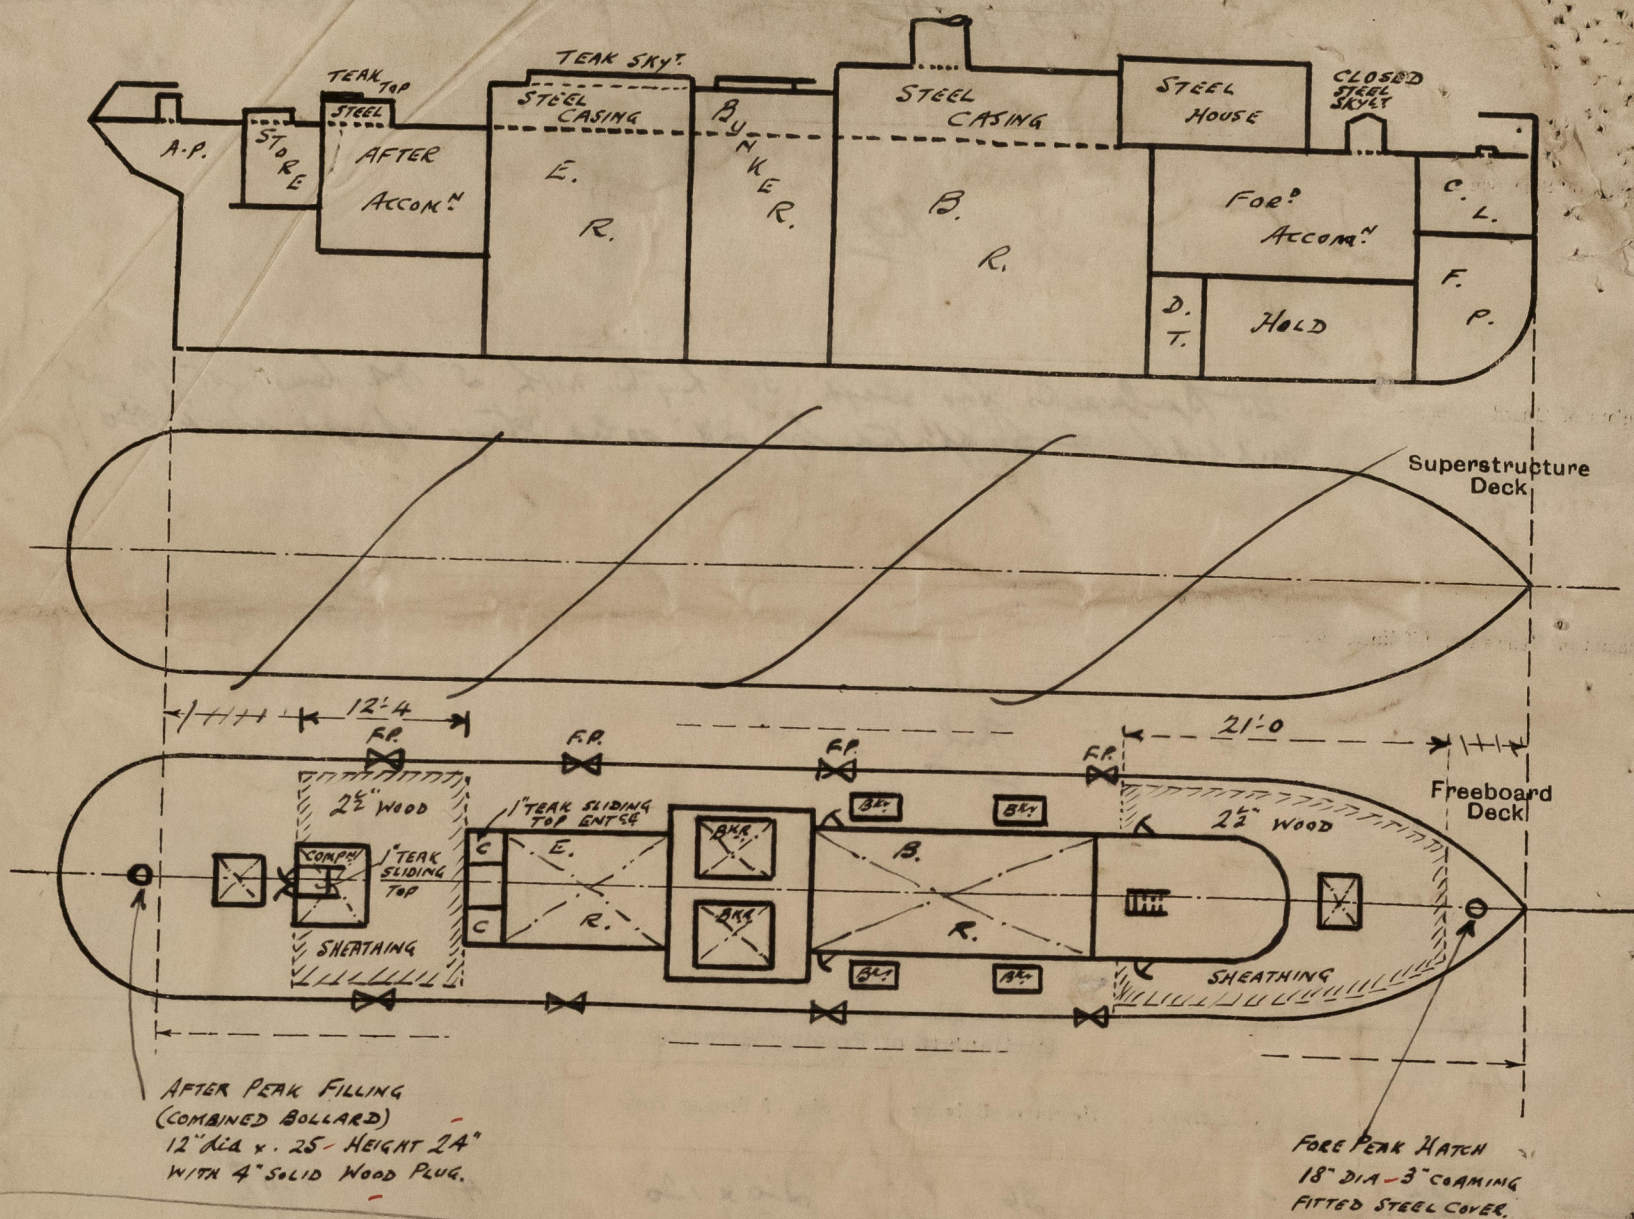 TEAK SKYT.
TEAK TOP
STEEL
STEEL CASING
STEEL CASING
STEEL HOUSE
CLOSED
STEEL
SKYLT
A.P.
STORE
AFTER
ACCOMN
E.
R.
BUNKER.
B.
R.
FORD
ACCOMN
C.
L.
F.
P.
D.
T.
HOLD
Superstructure
Deck
12'-4
21'-0
F.P.
F.P.
F.P.
F.P.
Freeboard
Deck
2½" WOOD
1" TEAK SLIDING
TOP ENTCE
BKR
BKR
BKR
2½" WOOD
COMPN
1" TEAK
SLIDING
TOP
C
E.
R.
C
BKR
B.
R.
SHEATHING
BKR
BKR
SHEATHING
AFTER PEAK FILLING
(COMBINED BOLLARD)
12" dia x .25 - HEIGHT 24"
WITH 4" SOLID WOOD PLUG.
FORE PEAK HATCH
18" DIA - 3" COAMING
FITTED STEEL COVER.